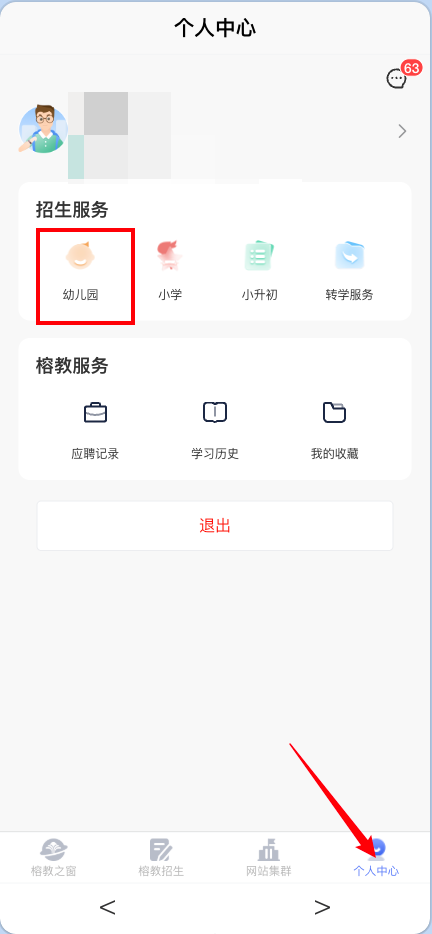 个人中心
63
招生服务
幼儿园 小学 小升初 转学服务
榕教服务
应聘记录 学习历史 我的收藏
退出
榕教之窗 榕教招生 网站集群 个人中心
< >